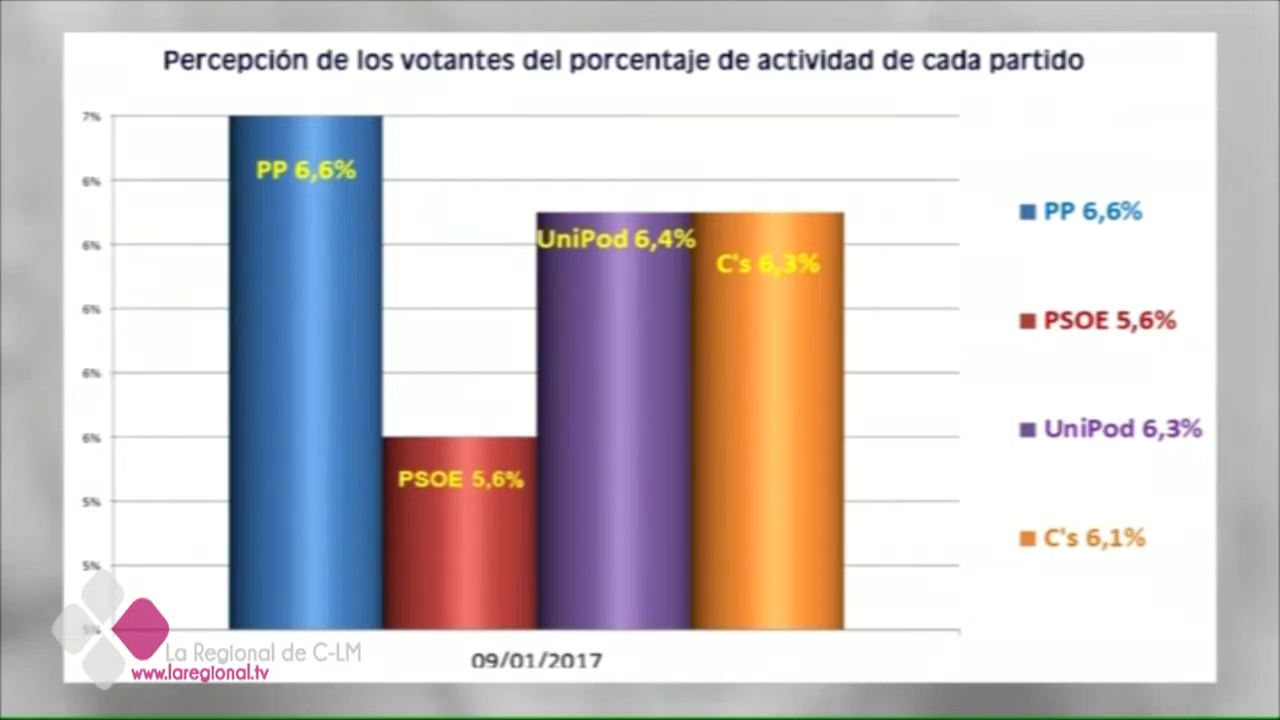 Percepción de los votantes del porcentaje de actividad de cada partido
7%
6%
6%
6%
6%
6%
5%
5%
5%
PP 6,6%
PSOE 5,6%
UniPod 6,4%
C's 6,3%
09/01/2017
PP 6,6%
PSOE 5,6%
UniPod 6,3%
C's 6,1%
La Regional de C-LM
www.laregional.tv